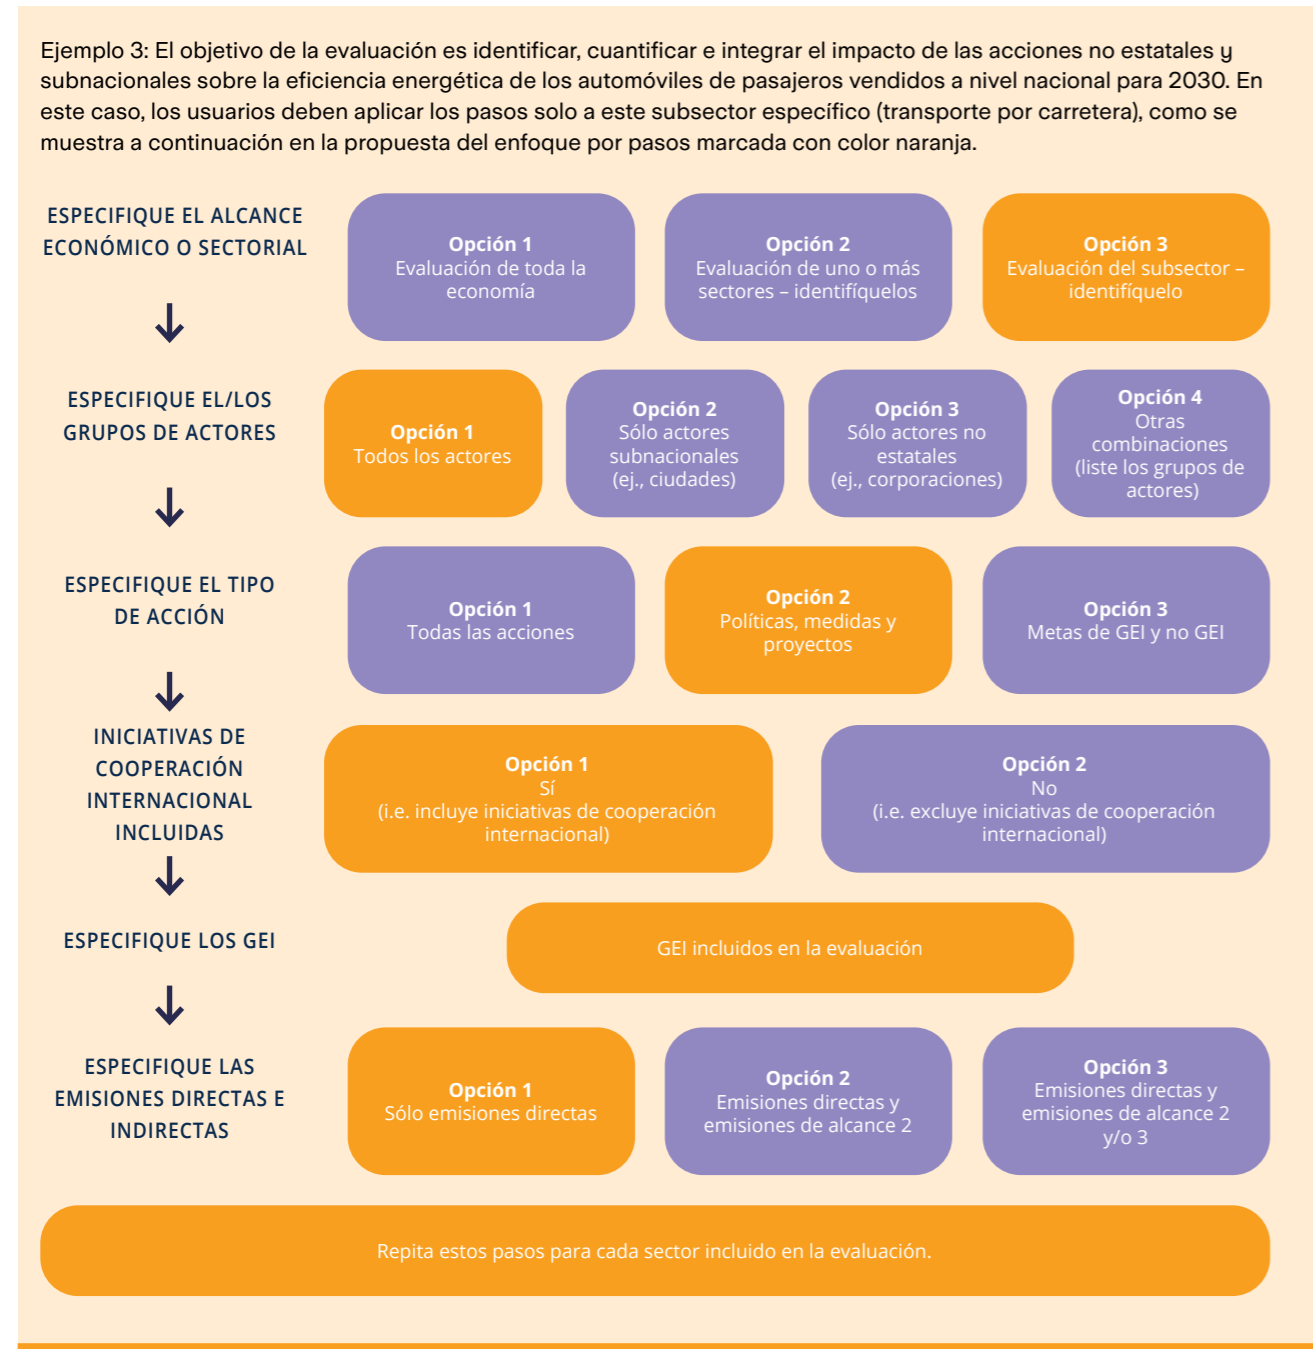 Ejemplo 3: El objetivo de la evaluación es identificar, cuantificar e integrar el impacto de las acciones no estatales y
subnacionales sobre la eficiencia energética de los automóviles de pasajeros vendidos a nivel nacional para 2030. En
este caso, los usuarios deben aplicar los pasos solo a este subsector específico (transporte por carretera), como se
muestra a continuación en la propuesta del enfoque por pasos marcada con color naranja.
ESPECIFIQUE EL ALCANCE
ECONÓMICO O SECTORIAL
Opción 1
Evaluación de toda la
economía
Opción 2
Evaluación de uno o más
sectores – identifíquelos
Opción 3
Evaluación del subsector –
identifíquelo
ESPECIFIQUE EL/LOS
GRUPOS DE ACTORES
Opción 1
Todos los actores
Opción 2
Sólo actores
subnacionales
(ej., ciudades)
Opción 3
Sólo actores no
estatales
(ej., corporaciones)
Opción 4
Otras
combinaciones
(liste los grupos de
actores)
ESPECIFIQUE EL TIPO
DE ACCIÓN
Opción 1
Todas las acciones
Opción 2
Políticas, medidas y
proyectos
Opción 3
Metas de GEI y no GEI
INICIATIVAS DE
COOPERACIÓN
INTERNACIONAL
INCLUIDAS
Opción 1
Sí
(i.e. incluye iniciativas de cooperación
internacional)
Opción 2
No
(i.e. excluye iniciativas de cooperación
internacional)
ESPECIFIQUE LOS GEI
GEI incluidos en la evaluación
ESPECIFIQUE LAS
EMISIONES DIRECTAS E
INDIRECTAS
Opción 1
Sólo emisiones directas
Opción 2
Emisiones directas y
emisiones de alcance 2
Opción 3
Emisiones directas y
emisiones de alcance 2
y/o 3
Repita estos pasos para cada sector incluido en la evaluación.